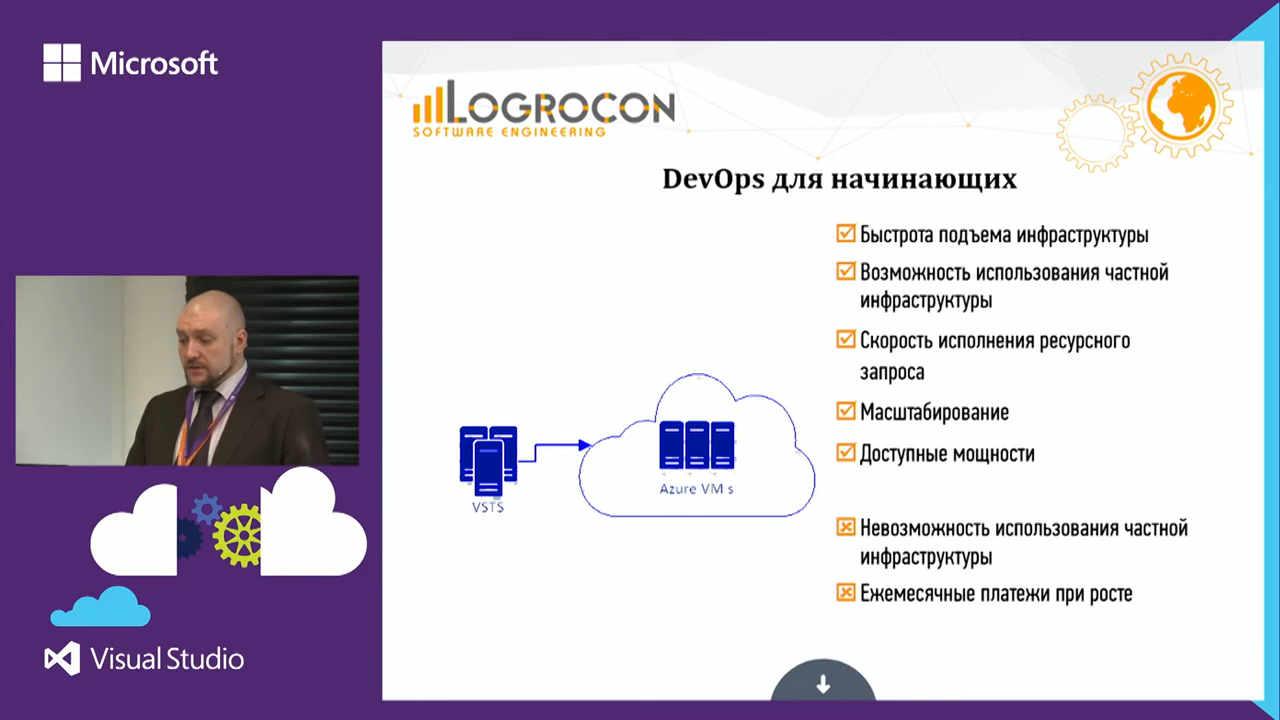 Microsoft
LOGROCON
SOFTWARE ENGINEERING
DevOps для начинающих
Быстрота подъема инфраструктуры
Возможность использования частной
инфраструктуры
Скорость исполнения ресурсного
запроса
Масштабирование
Доступные мощности
VSTS
Azure VM s
Невозможность использования частной
инфраструктуры
Ежемесячные платежи при росте
Visual Studio